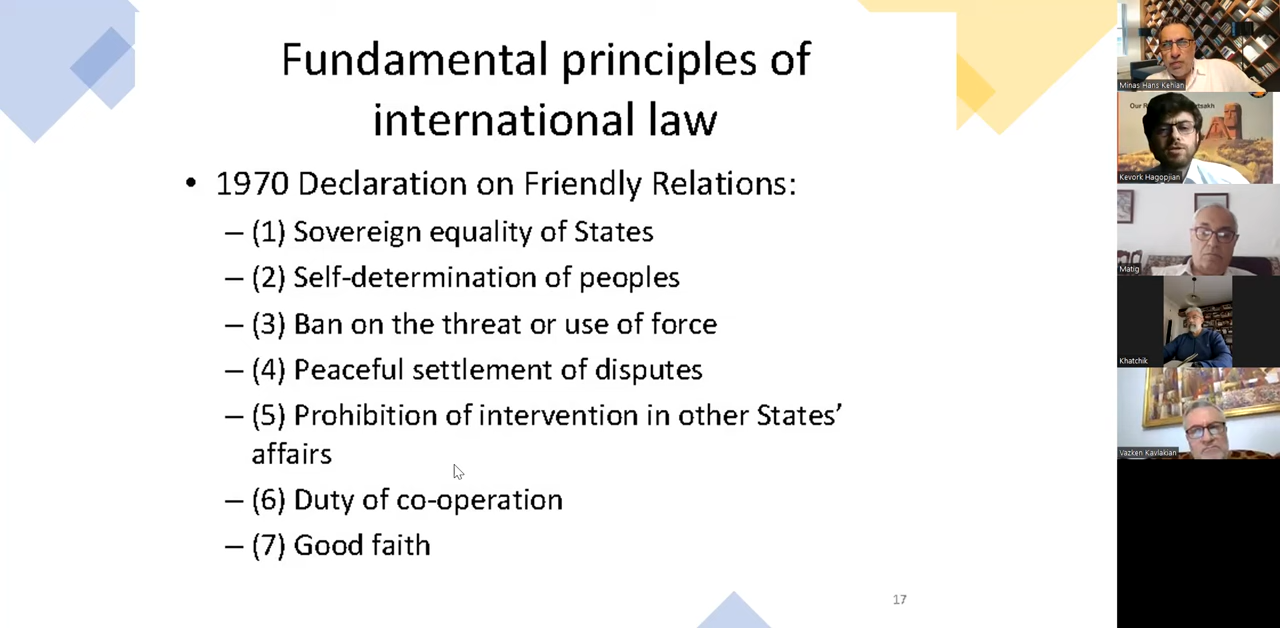 Fundamental principles of
international law
• 1970 Declaration on Friendly Relations:
– (1) Sovereign equality of States
– (2) Self-determination of peoples
– (3) Ban on the threat or use of force
– (4) Peaceful settlement of disputes
– (5) Prohibition of intervention in other States’
affairs
– (6) Duty of co-operation
– (7) Good faith
17
Minas Hans Kehian
Our
Kevork Hagopjian
Matig
Khatchik
Vazken Kavlakian